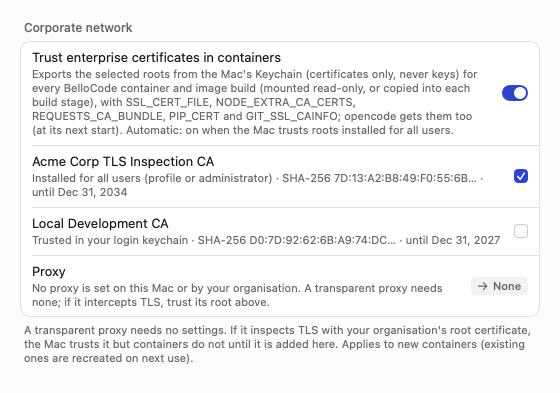 Corporate network
Trust enterprise certificates in containers
Exports the selected roots from the Mac's Keychain (certificates only, never keys) for
every BelloCode container and image build (mounted read-only, or copied into each
build stage), with SSL_CERT_FILE, NODE_EXTRA_CA_CERTS,
REQUESTS_CA_BUNDLE, PIP_CERT and GIT_SSL_CAINFO; opencode gets them too
(at its next start). Automatic: on when the Mac trusts roots installed for all users.
Acme Corp TLS Inspection CA
Installed for all users (profile or administrator) · SHA-256 7D:13:A2:B8:49:F0:55:6B… ·
until Dec 31, 2034
Local Development CA
Trusted in your login keychain · SHA-256 D0:7D:92:62:6B:A9:74:DC… · until Dec 31, 2027
Proxy
No proxy is set on this Mac or by your organisation. A transparent proxy needs
none; if it intercepts TLS, trust its root above.
→ None
A transparent proxy needs no settings. If it inspects TLS with your organisation's root certificate,
the Mac trusts it but containers do not until it is added here. Applies to new containers (existing
ones are recreated on next use).